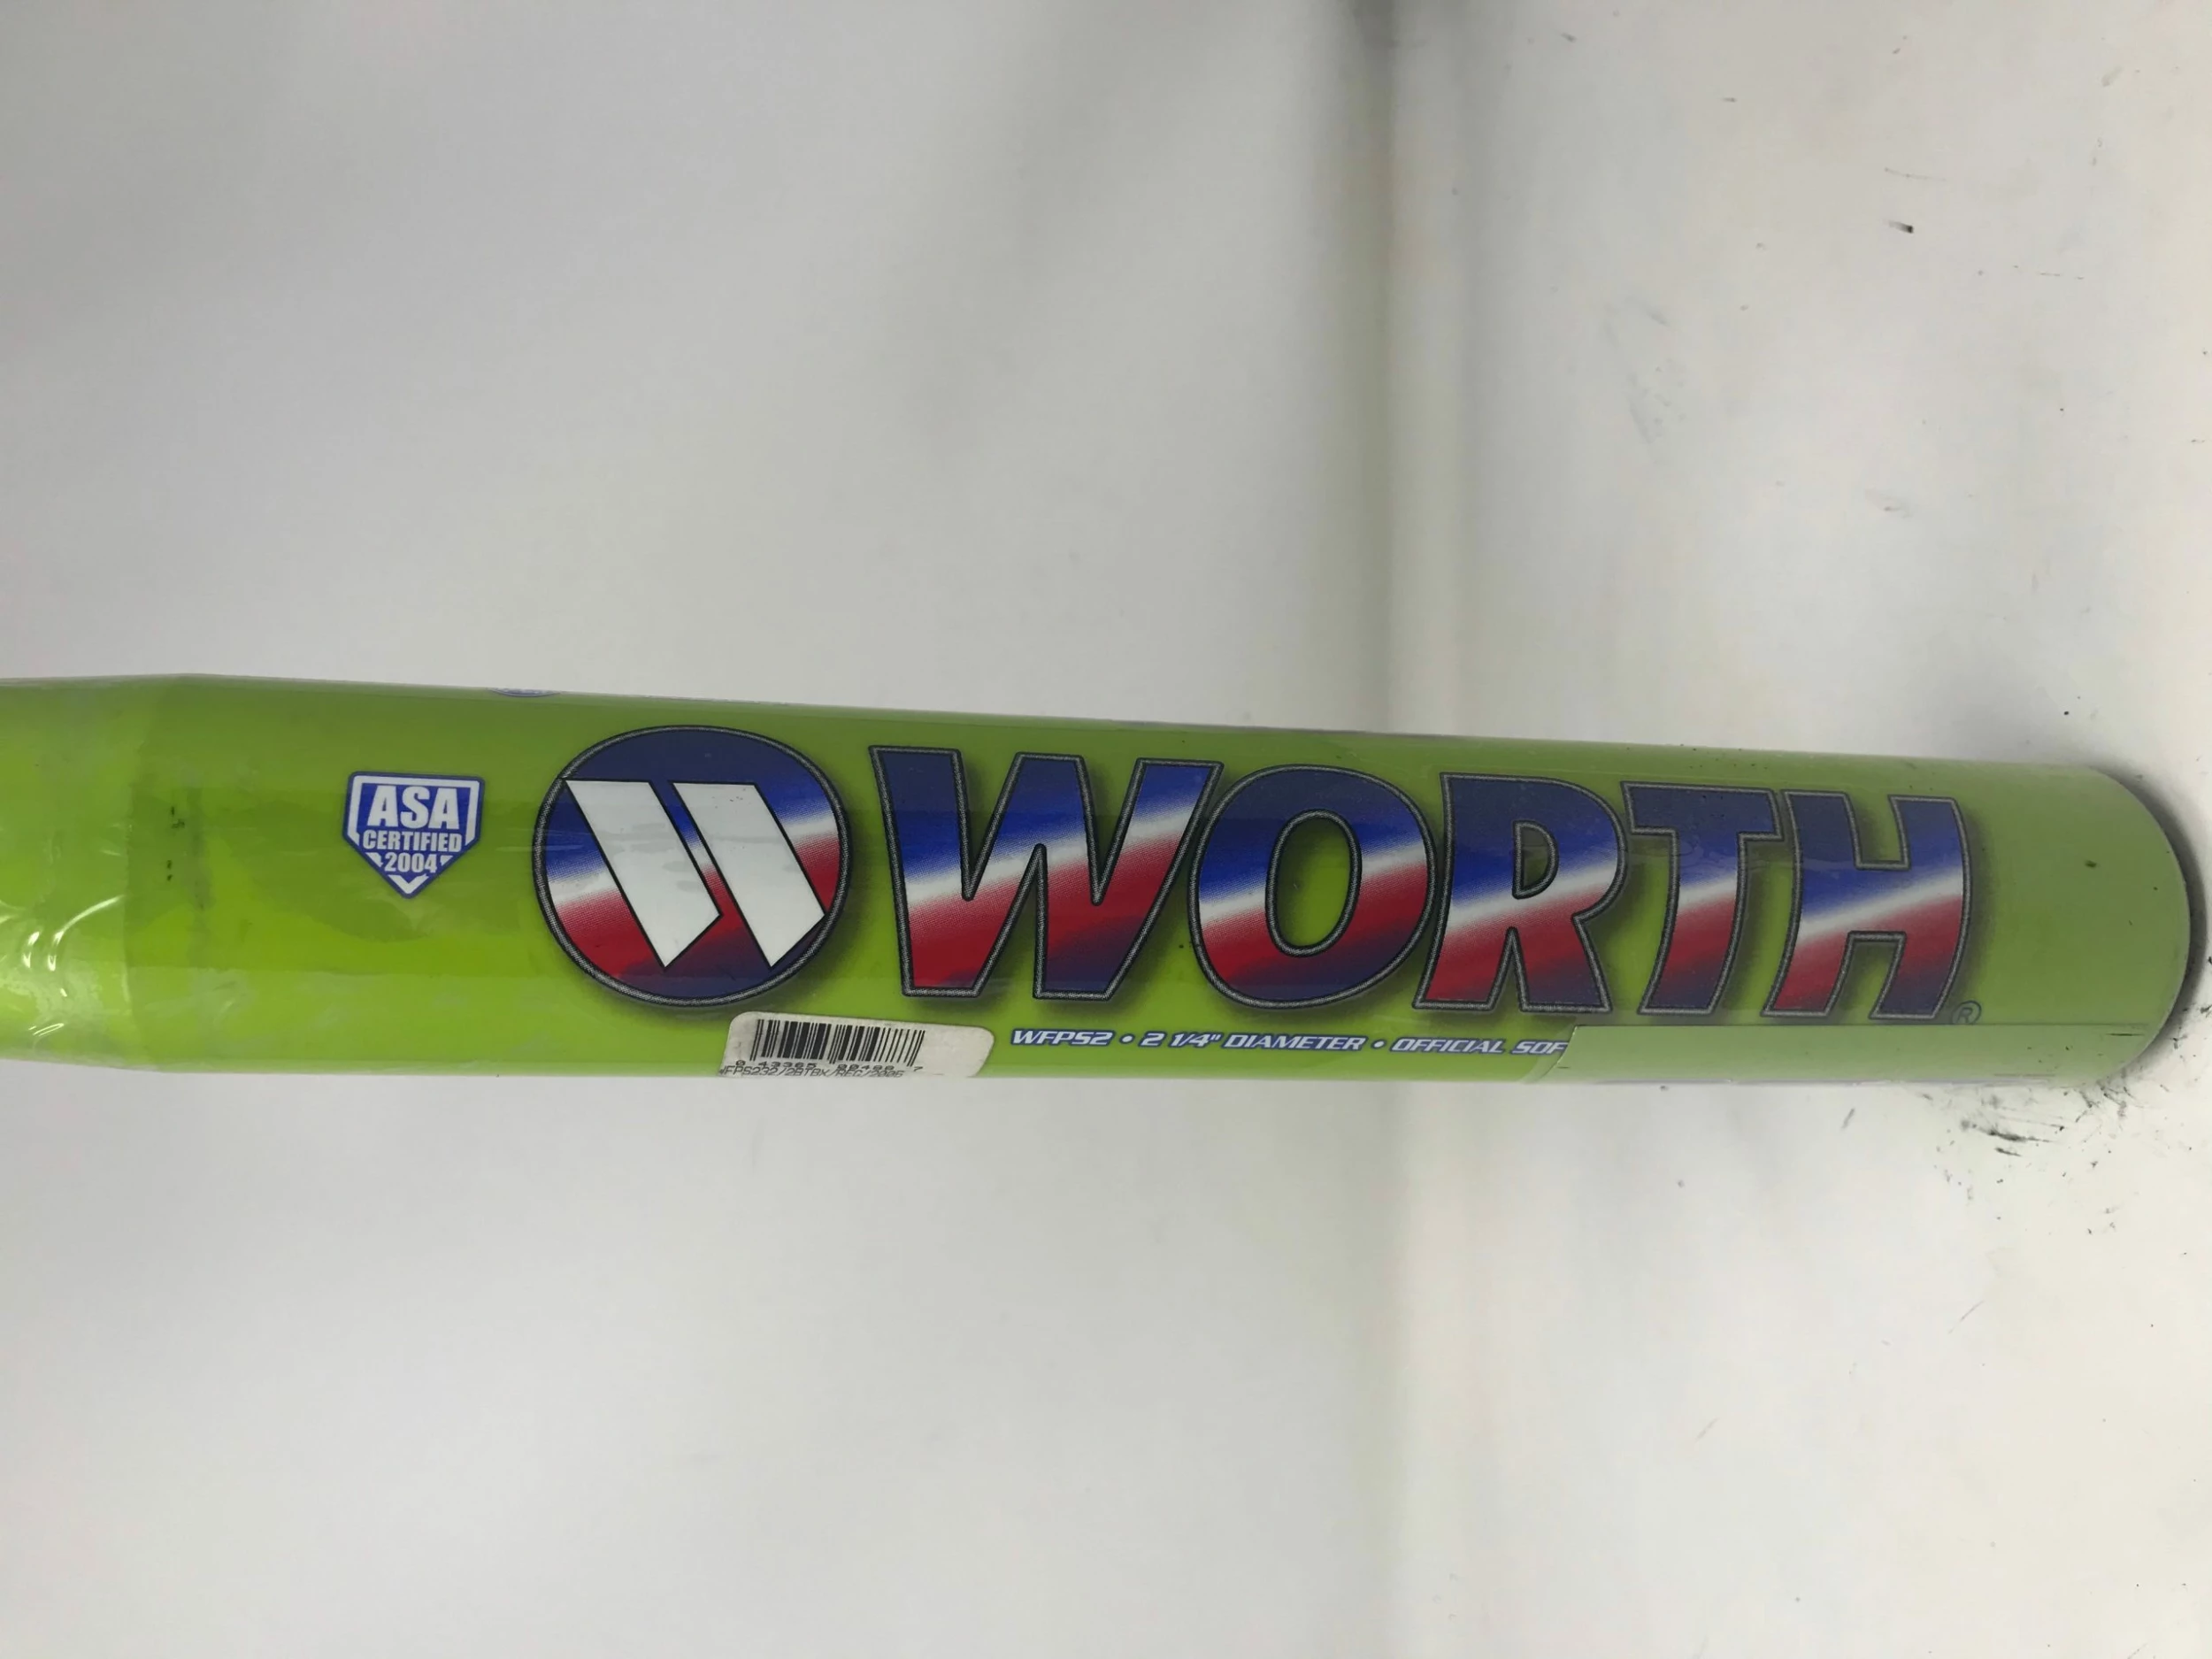 ASA
CERTIFIED
2004
WORTH®
WFPS2 • 2 1/4" DIAMETER • OFFICIAL SOF